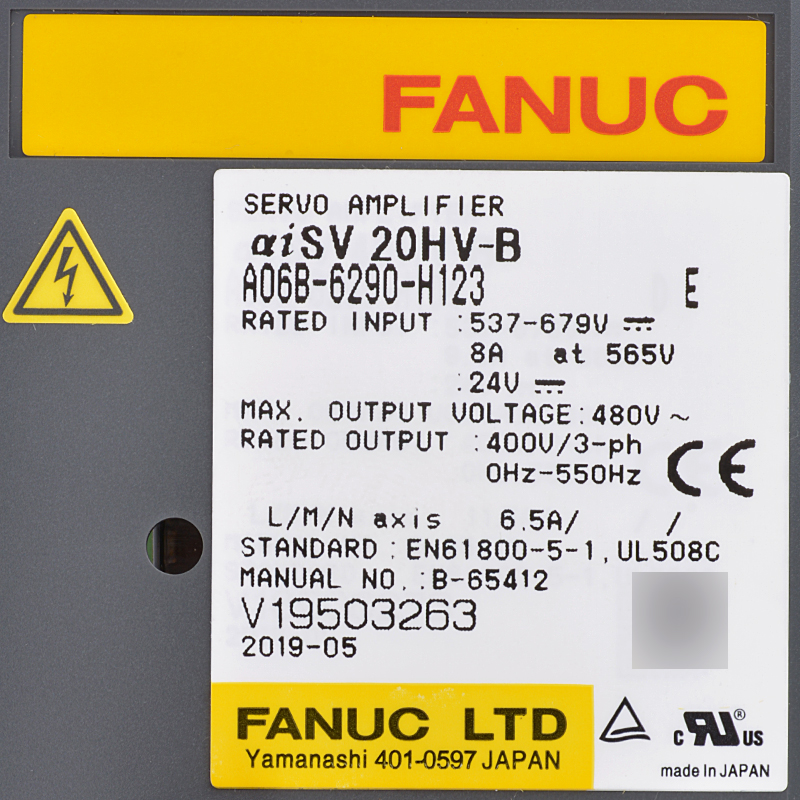 FANUC
SERVO AMPLIFIER
αiSV 20HV-B
A06B-6290-H123 E
RATED INPUT :537-679V ⎓
8A at 565V
:24V ⎓
MAX. OUTPUT VOLTAGE:480V ~
RATED OUTPUT :400V/3-ph
0Hz-550Hz
CE
L/M/N axis 6.5A/ /
STANDARD:EN61800-5-1,UL508C
MANUAL NO.:B-65412
V19503263
2019-05
FANUC LTD
Yamanashi 401-0597 JAPAN
c RU ® US
made In JAPAN